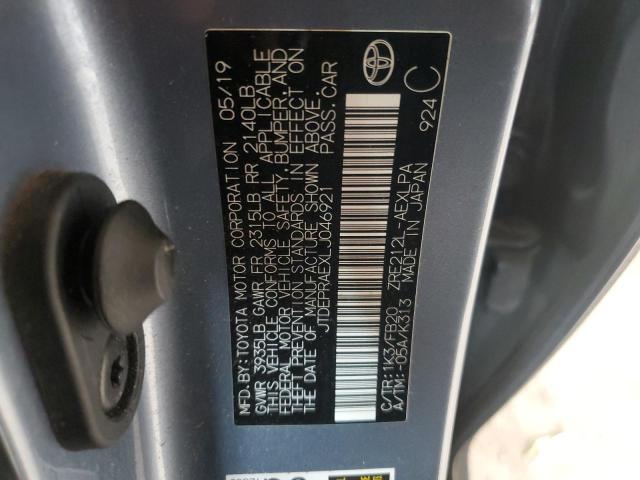 MFD.BY:TOYOTA MOTOR CORPORATION 05/19
GVWR 3935LB GAWR FR 2315LB RR 2140LB
THIS VEHICLE CONFORMS TO ALL APPLICABLE
FEDERAL MOTOR VEHICLE SAFETY, BUMPER, AND
THEFT PREVENTION STANDARDS IN EFFECT ON
THE DATE OF MANUFACTURE SHOWN ABOVE.
JTDEPRAEXLJ046921 PASS.CAR
C/TR:1K3/FB20 ZRE212L-AEXLPA 924 C
A/TM:-05A/K313 MADE IN JAPAN